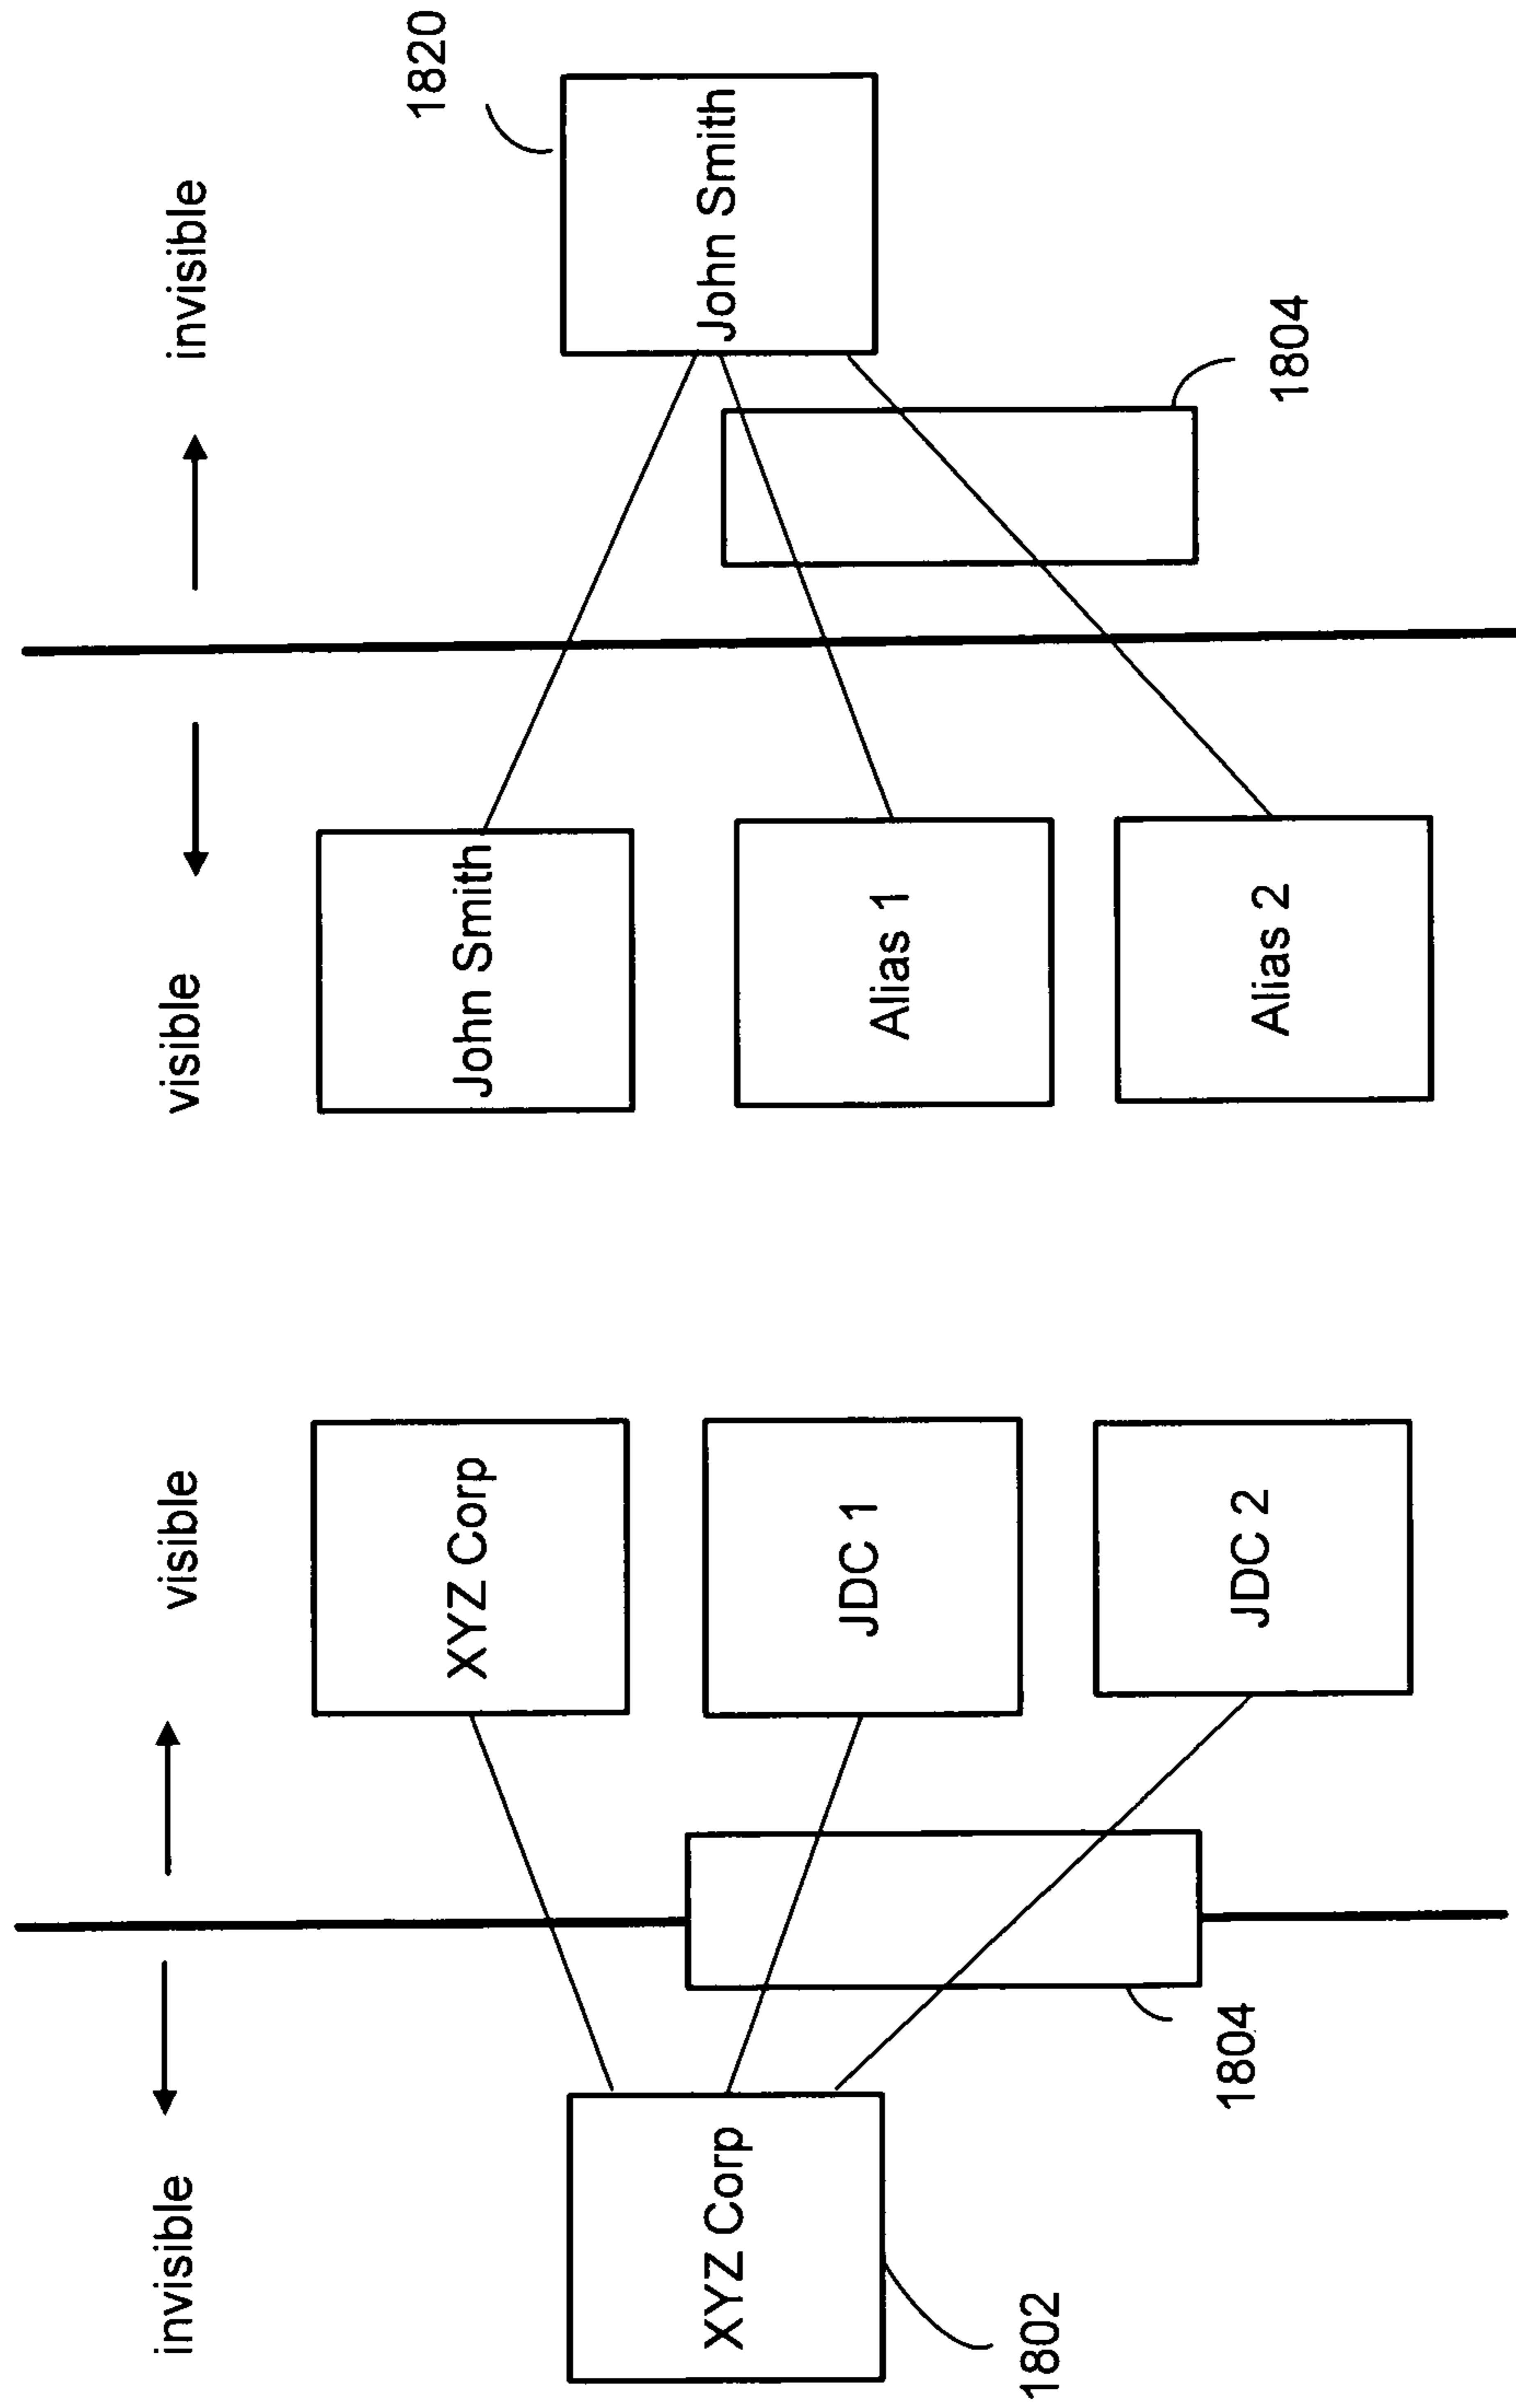 invisible
visible
visible
invisible
1820
XYZ Corp
John Smith
XYZ Corp
John Smith
JDC 1
Alias 1
1802
1804
JDC 2
Alias 2
1804